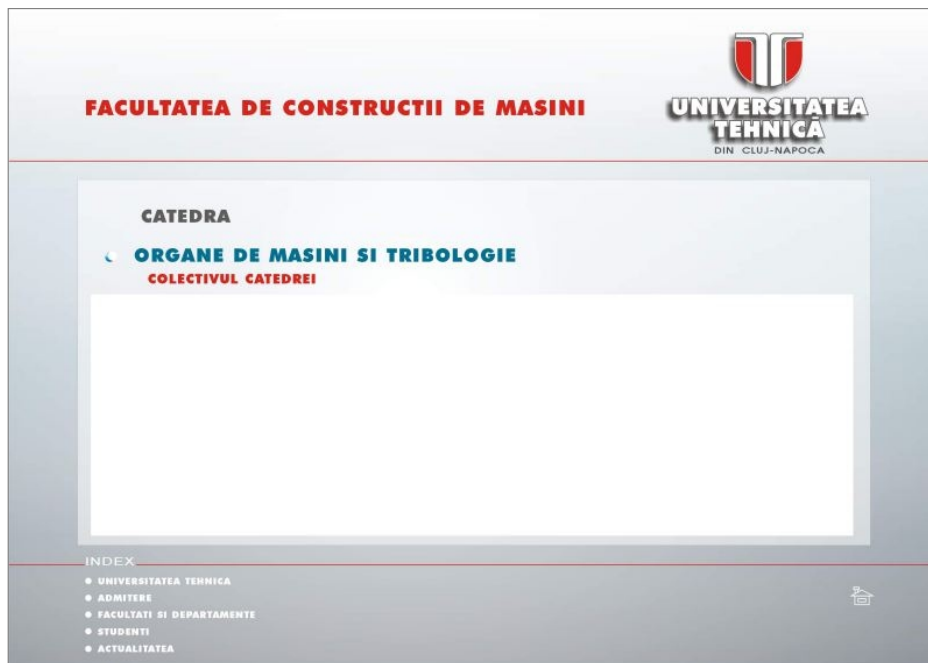 FACULTATEA DE CONSTRUCTII DE MASINI
UNIVERSITATEA
TEHNICĂ
DIN CLUJ-NAPOCA
CATEDRA
ORGANE DE MASINI SI TRIBOLOGIE
COLECTIVUL CATEDREI
INDEX
UNIVERSITATEA TEHNICA
ADMITERE
FACULTATI SI DEPARTAMENTE
STUDENTI
ACTUALITATEA